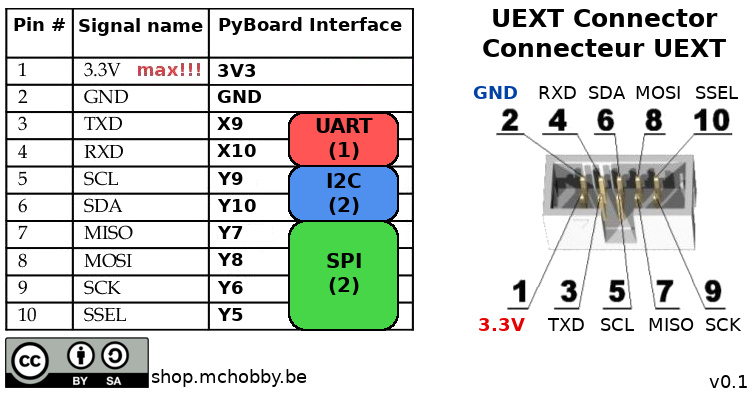 Pin # Signal name PyBoard Interface
1 3.3V max!!! 3V3
2 GND GND
3 TXD X9
4 RXD X10
UART
(1)
5 SCL Y9
6 SDA Y10
I2C
(2)
7 MISO Y7
8 MOSI Y8
9 SCK Y6
10 SSEL Y5
SPI
(2)
cc BY SA
shop.mchobby.be
UEXT Connector
Connecteur UEXT
GND RXD SDA MOSI SSEL
2 4 6 8 10
1 3 5 7 9
3.3V TXD SCL MISO SCK
v0.1